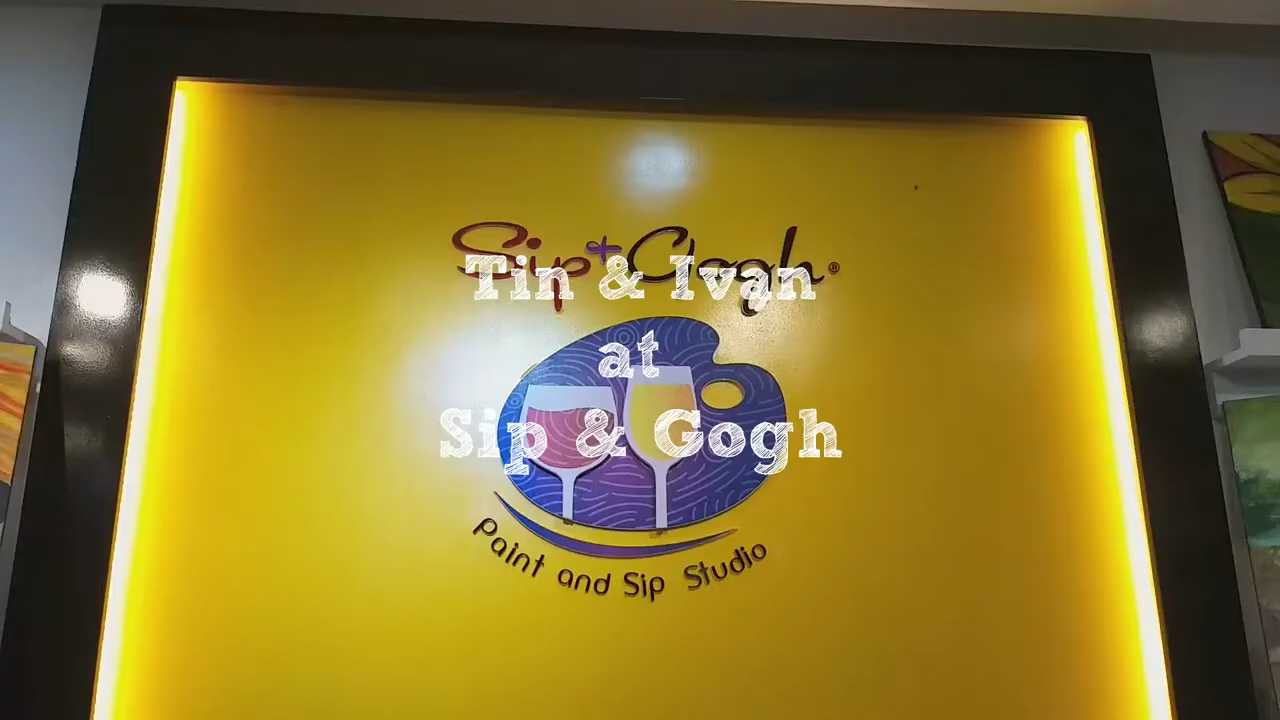 Sip+Gogh®
Tin & Ivan
at
Sip & Gogh
Paint and Sip Studio